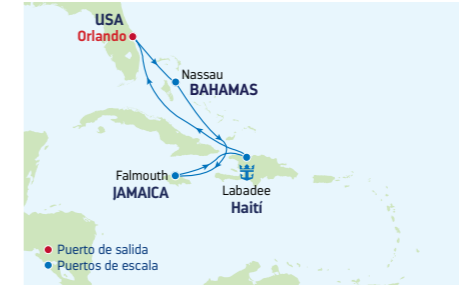 USA
Orlando
Nassau
BAHAMAS
Falmouth
JAMAICA
Labadee
Haití
Puerto de salida
Puertos de escala